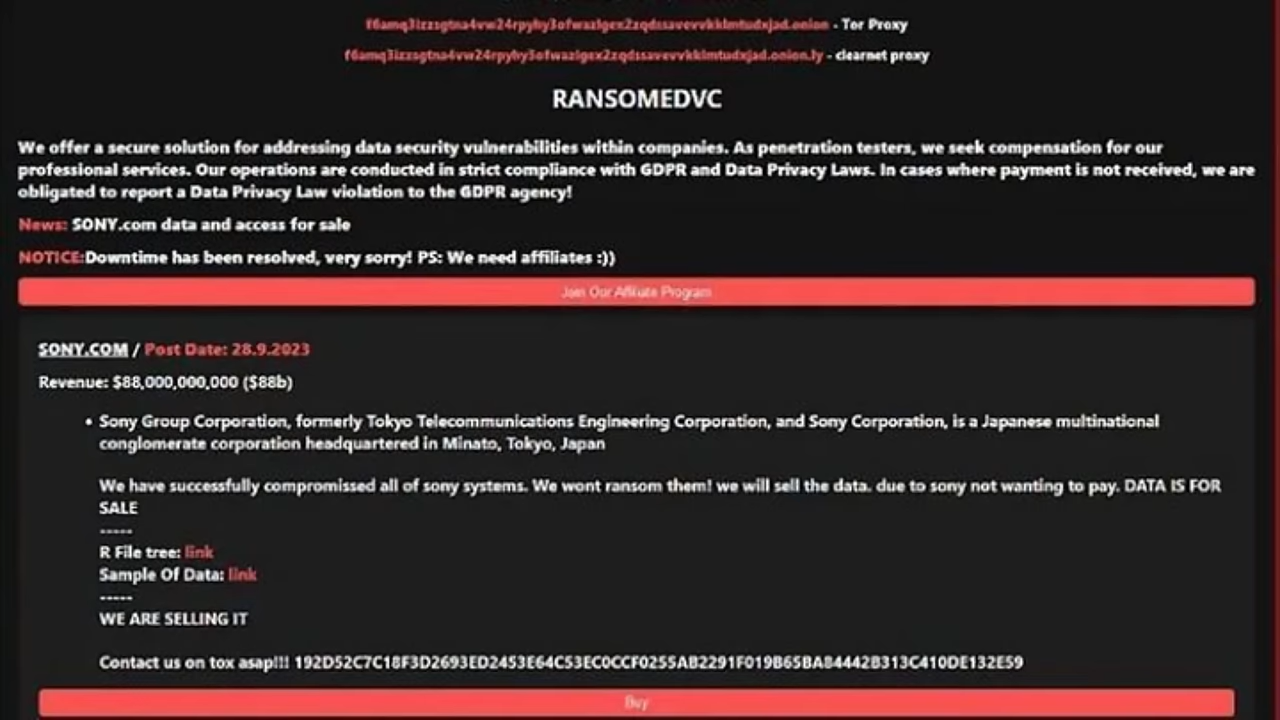 - Tor Proxy
- clearnet proxy
RANSOMEDVC
We offer a secure solution for addressing data security vulnerabilities within companies. As penetration testers, we seek compensation for our
professional services. Our operations are conducted in strict compliance with GDPR and Data Privacy Laws. In cases where payment is not received, we are
obligated to report a Data Privacy Law violation to the GDPR agency!
News: SONY.com data and access for sale
NOTICE:Downtime has been resolved, very sorry! PS: We need affiliates :))
Join Our Affiliate Program
SONY.COM / Post Date: 28.9.2023
Revenue: $88,000,000,000 ($88b)
• Sony Group Corporation, formerly Tokyo Telecommunications Engineering Corporation, and Sony Corporation, is a Japanese multinational
conglomerate corporation headquartered in Minato, Tokyo, Japan
We have successfully compromissed all of sony systems. We wont ransom them! we will sell the data. due to sony not wanting to pay. DATA IS FOR
SALE
-----
R File tree: link
Sample Of Data: link
-----
WE ARE SELLING IT
Contact us on tox asap!!! 192D52C7C18F3D2693ED2453E64C53EC0CCF0255AB2291F019B65BA84442B313C410DE132E59
Buy